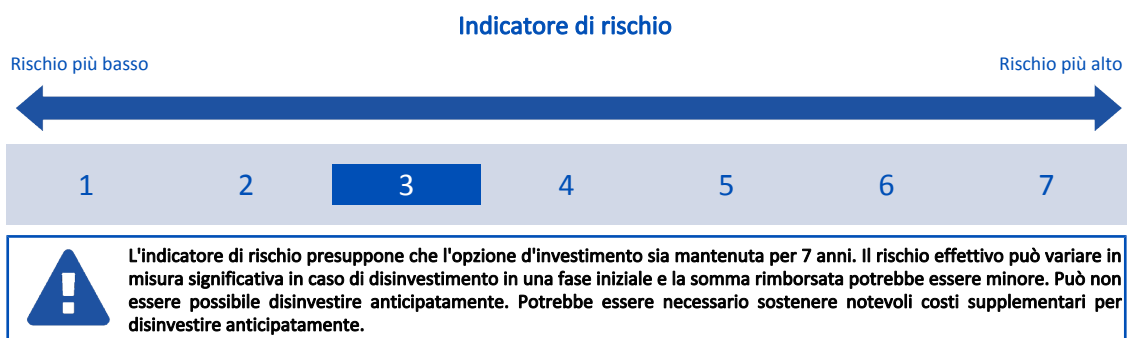 Indicatore di rischio
Rischio più basso
Rischio più alto
1 2 3 4 5 6 7
L'indicatore di rischio presuppone che l'opzione d'investimento sia mantenuta per 7 anni. Il rischio effettivo può variare in
misura significativa in caso di disinvestimento in una fase iniziale e la somma rimborsata potrebbe essere minore. Può non
essere possibile disinvestire anticipatamente. Potrebbe essere necessario sostenere notevoli costi supplementari per
disinvestire anticipatamente.